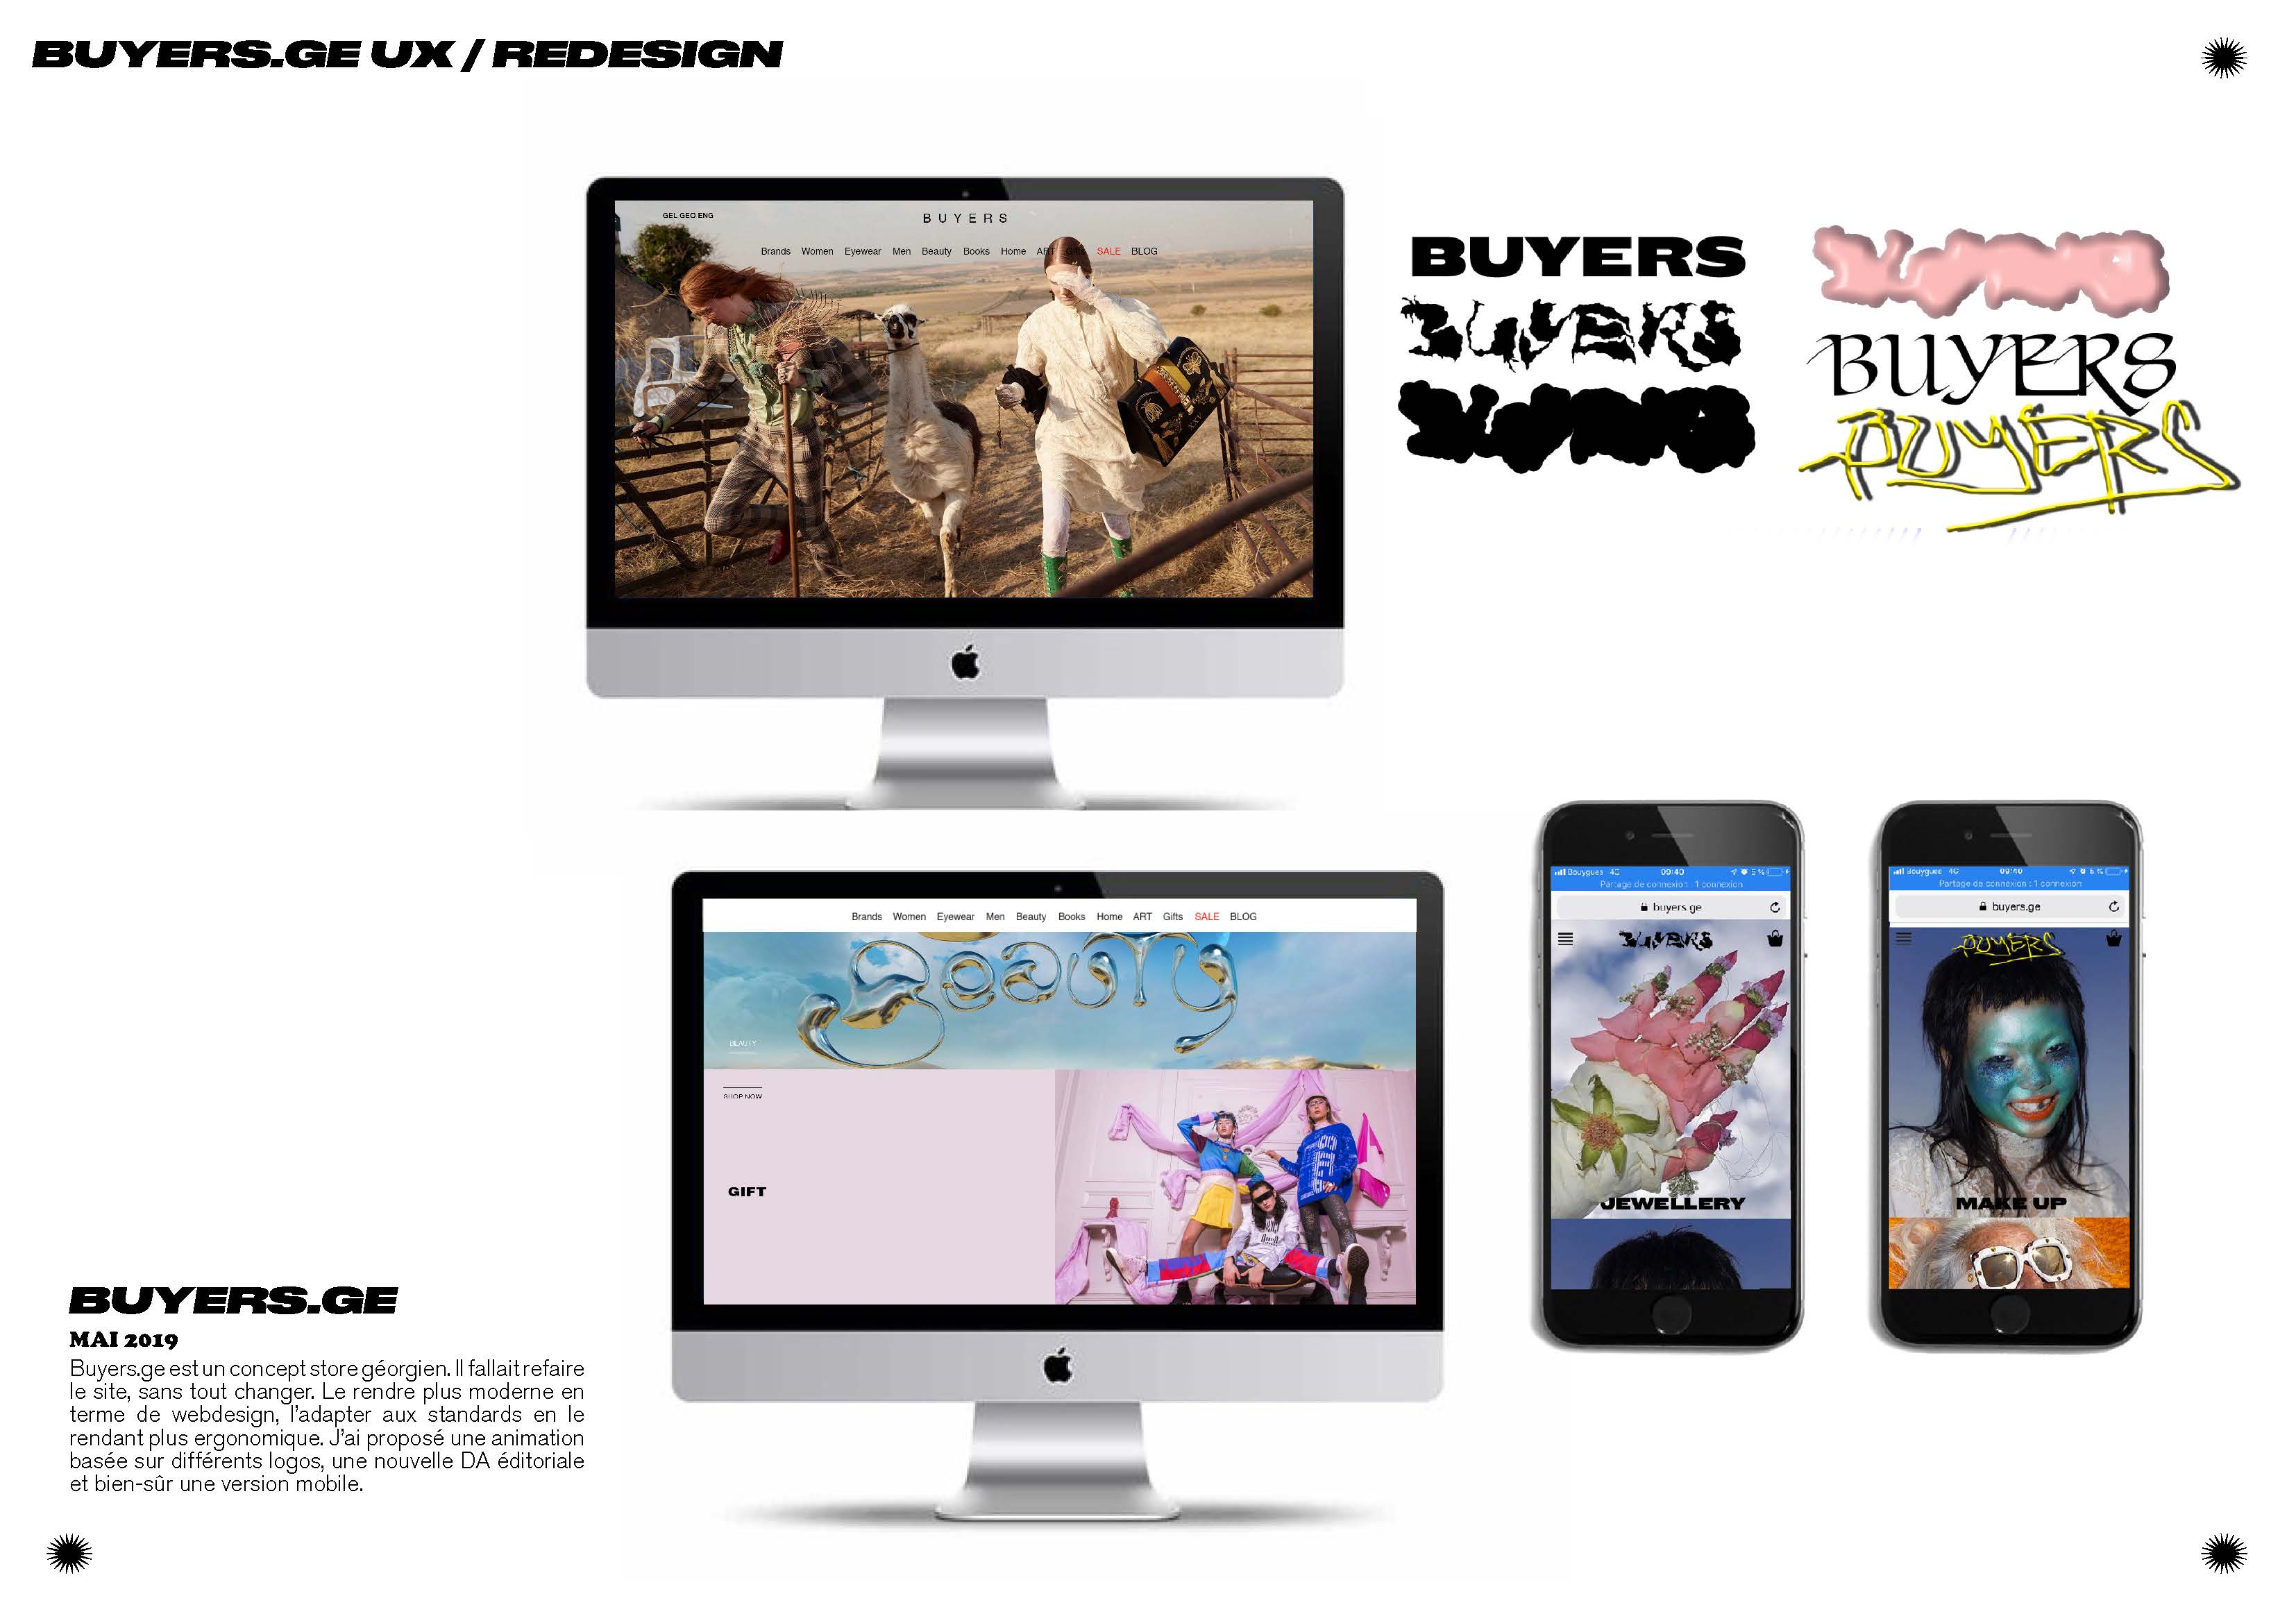 BUYERS.GE UX / REDESIGN
GEL GEO ENG
BUYERS
Brands Women Eyewear Men Beauty Books Home ART Gifts SALE BLOG
BUYERS
BUYERS
BUYERS
BUYERS
Brands Women Eyewear Men Beauty Books Home ART Gifts SALE BLOG
Beauty
BEAUTY
SHOP NOW
GIFT
Bouygues 4G 09:40 5 %
Partage de connexion : 1 connexion
buyers.ge
BUYERS
JEWELLERY
Bouygues 4G 09:40 5 %
Partage de connexion : 1 connexion
buyers.ge
BUYERS
MAKE UP
BUYERS.GE
MAI 2019
Buyers.ge est un concept store géorgien. Il fallait refaire
le site, sans tout changer. Le rendre plus moderne en
terme de webdesign, l'adapter aux standards en le
rendant plus ergonomique. J'ai proposé une animation
basée sur différents logos, une nouvelle DA éditoriale
et bien-sûr une version mobile.